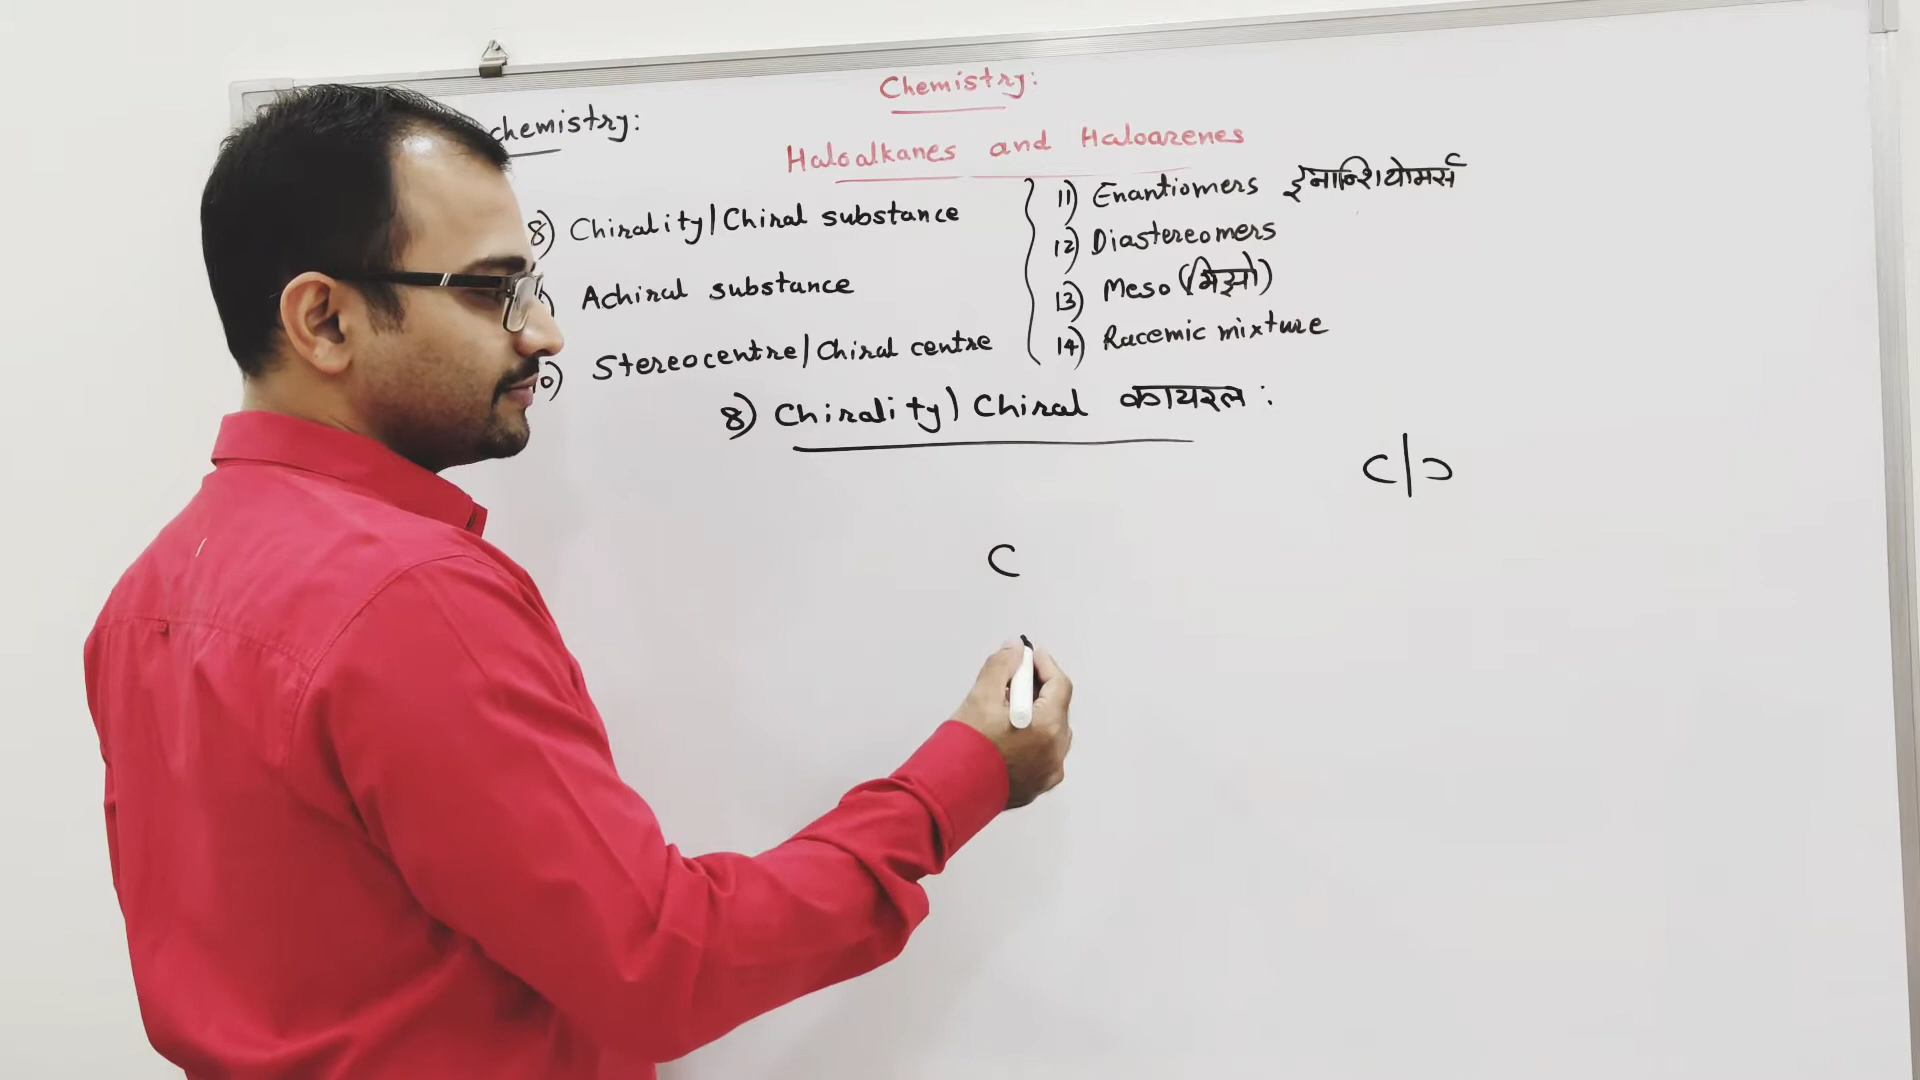 Chemistry:
chemistry:
Haloalkanes and Haloarenes
8) Chirality/Chiral substance
) Achiral substance
10) Stereocentre/Chiral centre
11) Enantiomers इनान्शियोमर्स
12) Diastereomers
13) Meso (मिझो)
14) Racemic mixture
8) Chirality) Chiral कायरल :
C|Ɔ
C